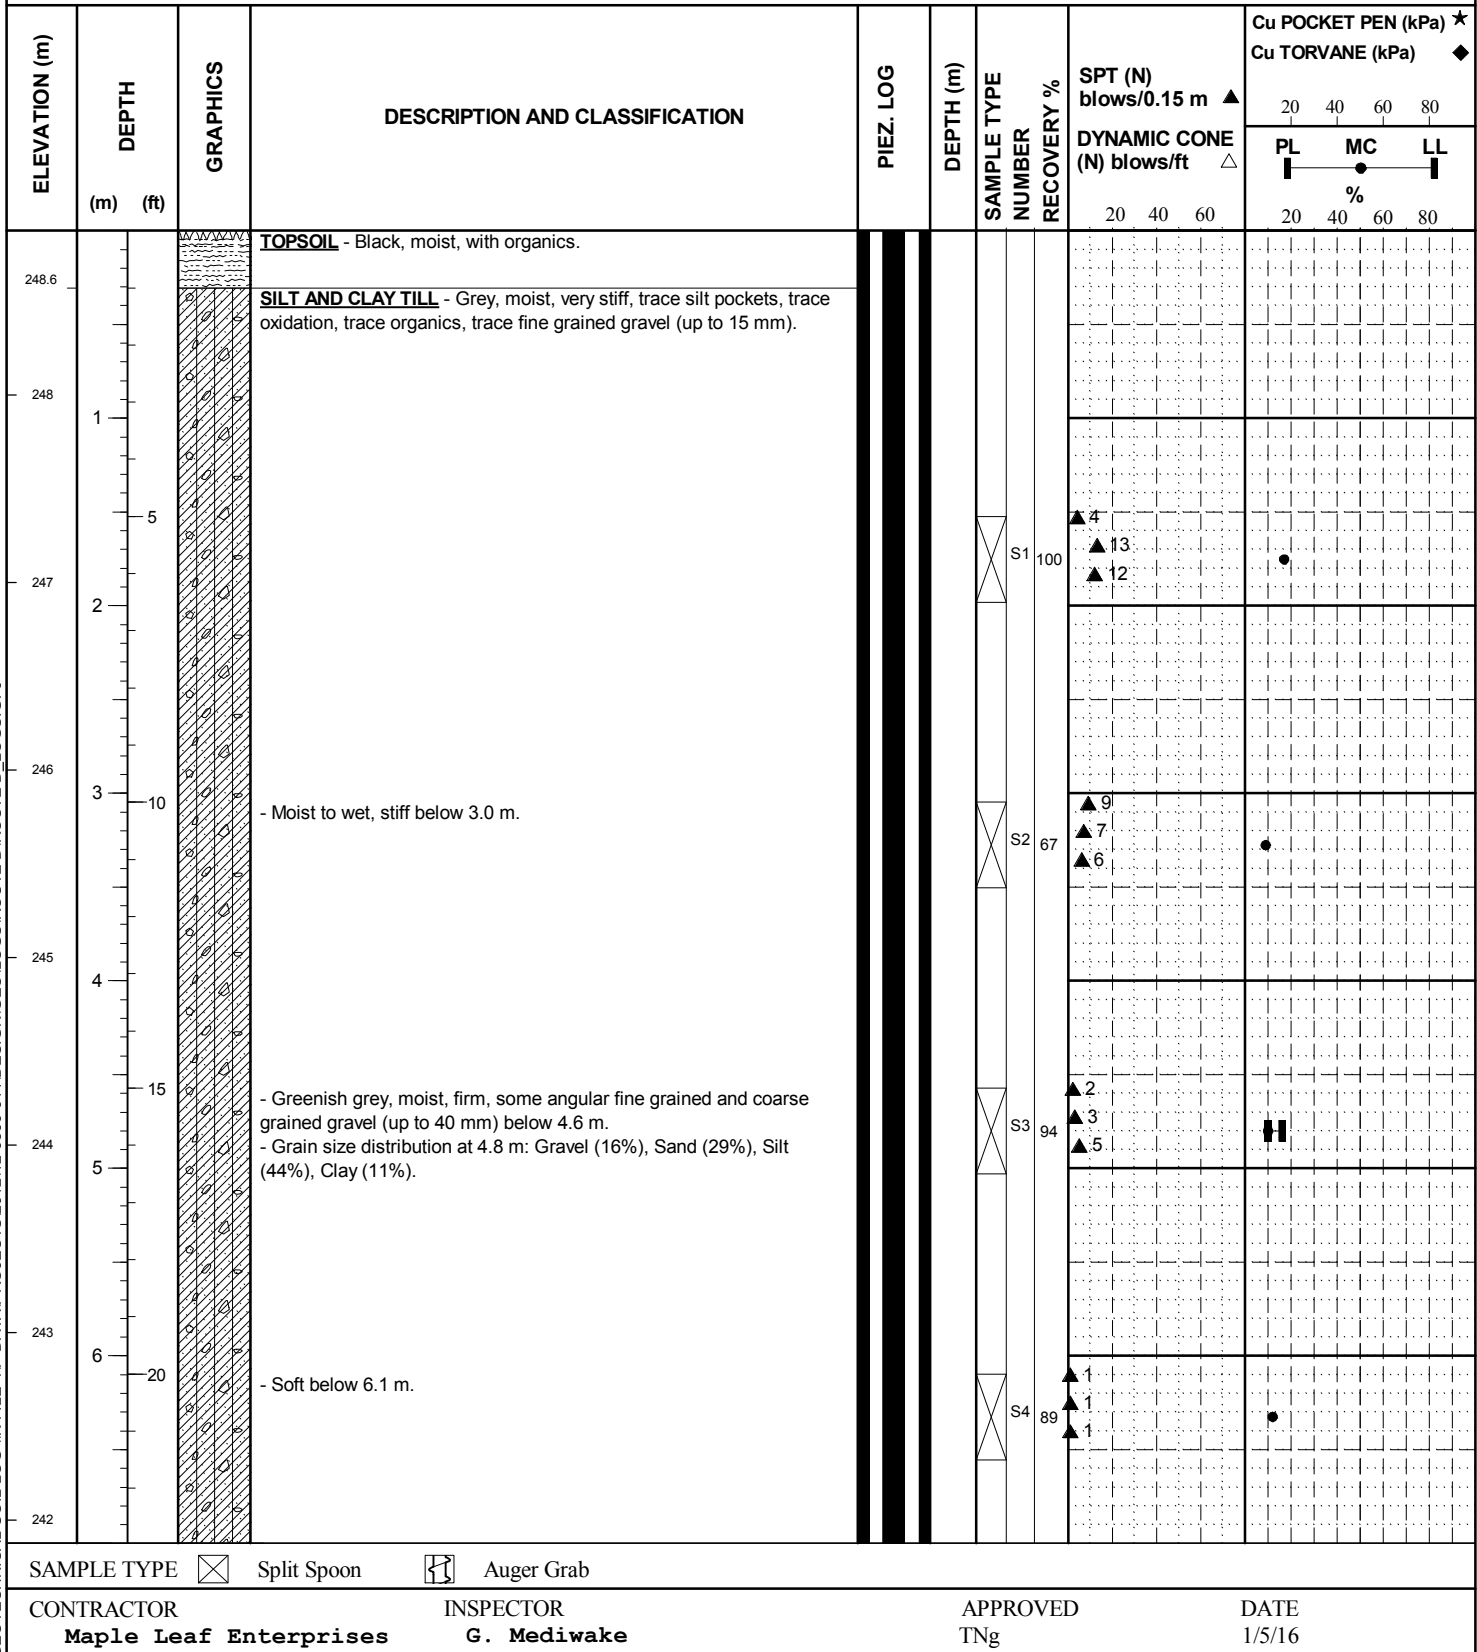 ELEVATION (m)
DEPTH
(m) (ft)
GRAPHICS
DESCRIPTION AND CLASSIFICATION
PIEZ. LOG
DEPTH (m)
SAMPLE TYPE
NUMBER
RECOVERY %
SPT (N)
blows/0.15 m ▲
DYNAMIC CONE
(N) blows/ft △
20 40 60
Cu POCKET PEN (kPa) ★
Cu TORVANE (kPa) ◆
20 40 60 80
PL MC LL
%
20 40 60 80
TOPSOIL - Black, moist, with organics.
248.6
SILT AND CLAY TILL - Grey, moist, very stiff, trace silt pockets, trace
oxidation, trace organics, trace fine grained gravel (up to 15 mm).
248
1
5
4
13
S1 100
12
247
2
246
3
10
9
- Moist to wet, stiff below 3.0 m.
7
S2 67
6
245
4
15
2
- Greenish grey, moist, firm, some angular fine grained and coarse
grained gravel (up to 40 mm) below 4.6 m.
3
S3 94
- Grain size distribution at 4.8 m: Gravel (16%), Sand (29%), Silt
(44%), Clay (11%).
5
244
5
243
6
20
1
- Soft below 6.1 m.
1
S4 89
1
242
SAMPLE TYPE Split Spoon Auger Grab
CONTRACTOR INSPECTOR APPROVED DATE
Maple Leaf Enterprises G. Mediwake TNg 1/5/16